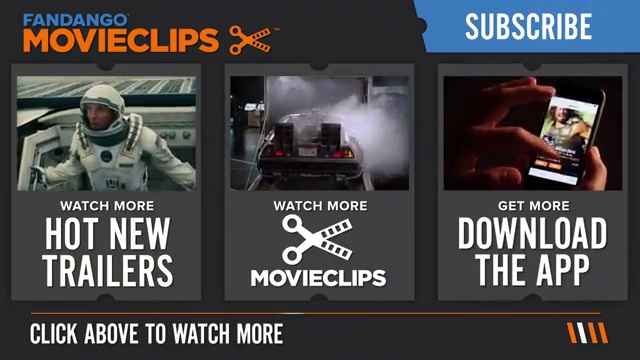 FANDANGO
MOVIECLIPS ™
SUBSCRIBE
WATCH MORE
HOT NEW
TRAILERS
WATCH MORE
MOVIECLIPS
GET MORE
DOWNLOAD
THE APP
CLICK ABOVE TO WATCH MORE